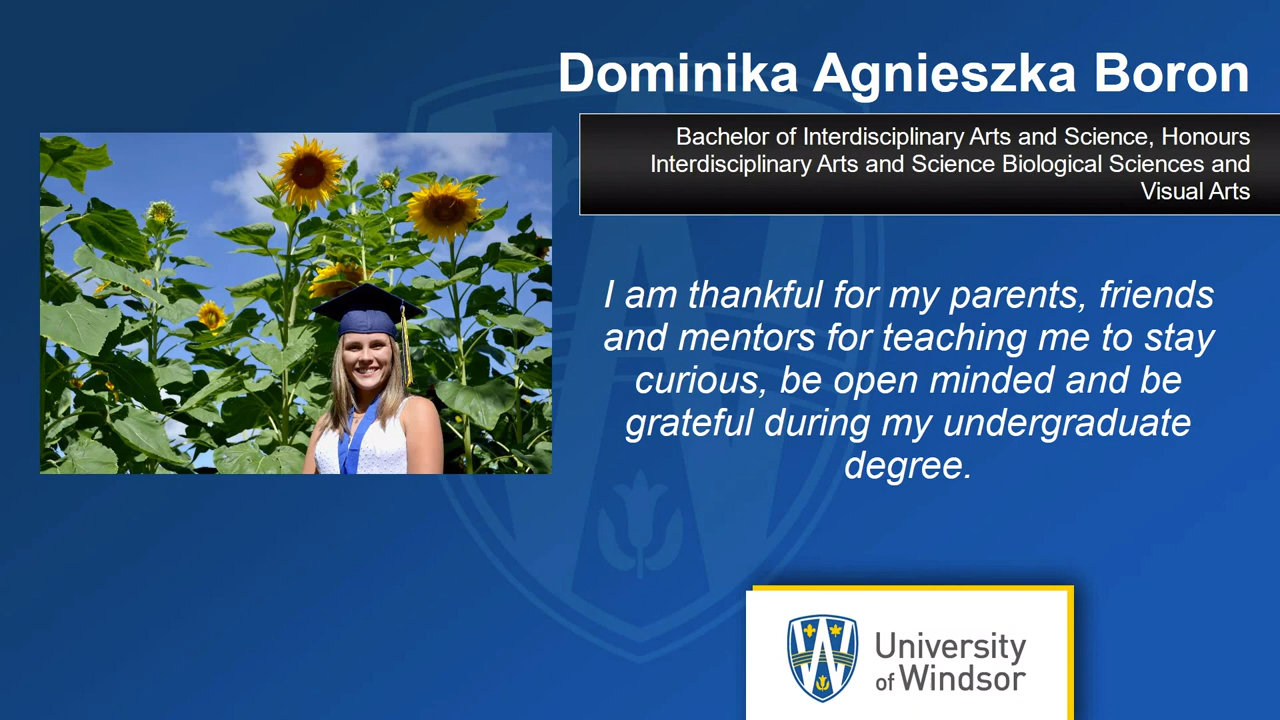 Dominika Agnieszka Boron
Bachelor of Interdisciplinary Arts and Science, Honours
Interdisciplinary Arts and Science Biological Sciences and
Visual Arts
I am thankful for my parents, friends
and mentors for teaching me to stay
curious, be open minded and be
grateful during my undergraduate
degree.
University
of Windsor